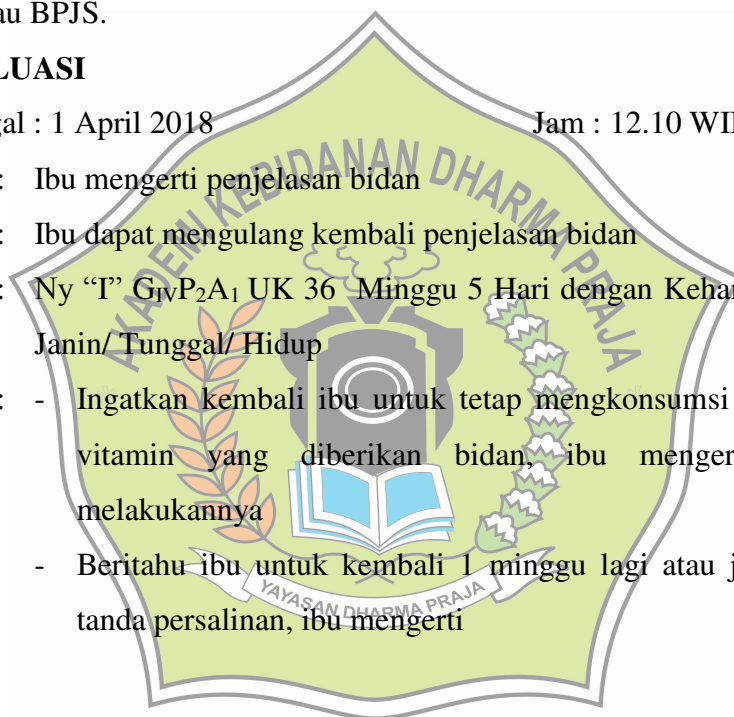 au BPJS.
LUASI
gal : 1 April 2018 Jam : 12.10 WI
: Ibu mengerti penjelasan bidan
: Ibu dapat mengulang kembali penjelasan bidan
: Ny “I” GIVP2A1 UK 36 Minggu 5 Hari dengan Keha
Janin/ Tunggal/ Hidup
: - Ingatkan kembali ibu untuk tetap mengkonsumsi
vitamin yang diberikan bidan, ibu menger
melakukannya
- Beritahu ibu untuk kembali 1 minggu lagi atau j
tanda persalinan, ibu mengerti
AKADEMI KEBIDANAN DHARMA PRAJA
YAYASAN DHARMA PRAJA